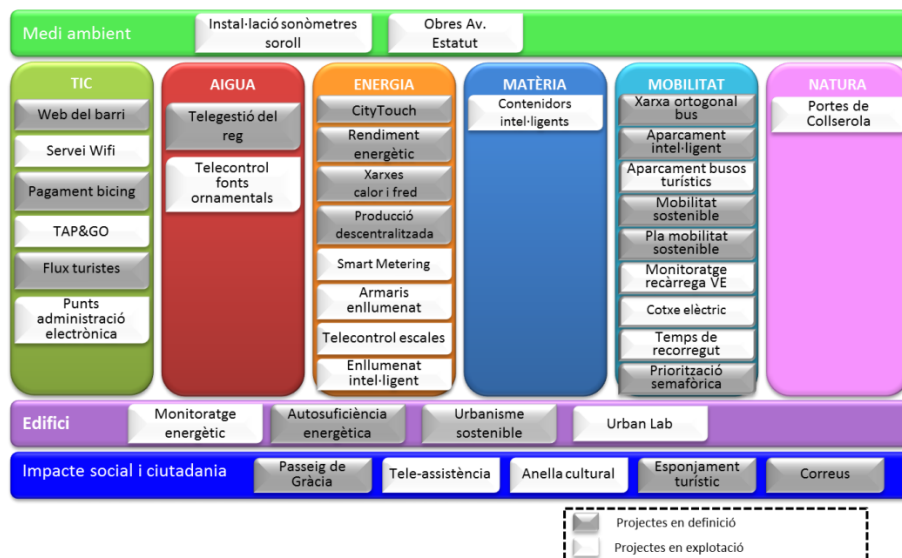 Medi ambient
Instal·lació sonòmetres
soroll
Obres Av.
Estatut
TIC
Web del barri
Servei Wifi
Pagament bicing
TAP&GO
Flux turistes
Punts
administració
electrònica
AIGUA
Telegestió del
reg
Telecontrol
fonts
ornamentals
ENERGIA
CityTouch
Rendiment
energètic
Xarxes
calor i fred
Producció
descentralitzada
Smart Metering
Armaris
enllumenat
Telecontrol escales
Enllumenat
intel·ligent
MATÈRIA
Contenidors
intel·ligents
MOBILITAT
Xarxa ortogonal
bus
Aparcament
intel·ligent
Aparcament busos
turístics
Mobilitat
sostenible
Pla mobilitat
sostenible
Monitoratge
recàrrega VE
Cotxe elèctric
Temps de
recorregut
Priorització
semafòrica
NATURA
Portes de
Collserola
Edifici
Monitoratge
energètic
Autosuficiència
energètica
Urbanisme
sostenible
Urban Lab
Impacte social i ciutadania
Passeig de
Gràcia
Tele-assistència
Anella cultural
Esponjament
turístic
Correus
Projectes en definició
Projectes en explotació